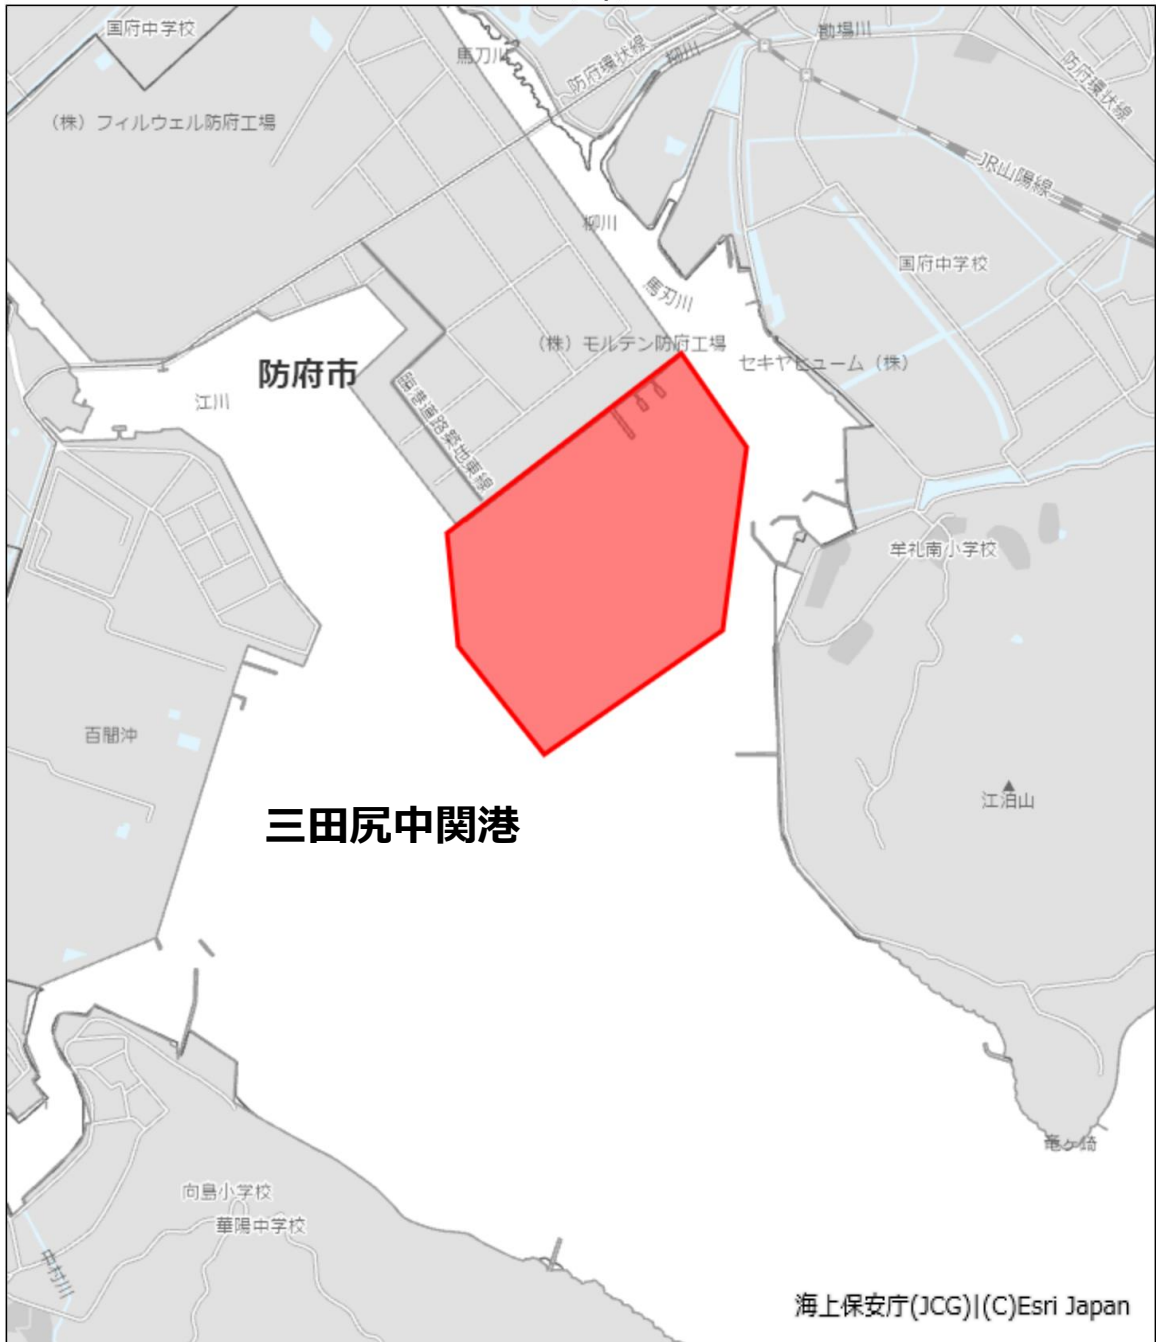 国府中学校
馬刀川
防府環状線
柳川
勘場川
防府環状線
(株)フィルウェル防府工場
JR山陽線
柳川
国府中学校
馬刃川
(株)モルテン防府工場
セキヤヒューム(株)
防府市
江川
臨港道路築地東線
牟礼南小学校
百間沖
江泊山
三田尻中関港
竜ヶ崎
向島小学校
華陽中学校
中村川
海上保安庁(JCG)|(C)Esri Japan